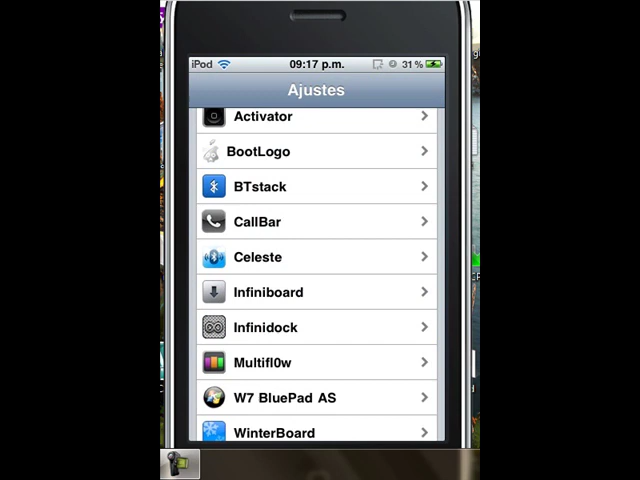 iPod 09:17 p.m. 31 %
Ajustes
Activator
BootLogo
BTstack
CallBar
Celeste
Infiniboard
Infinidock
Multifl0w
W7 BluePad AS
WinterBoard